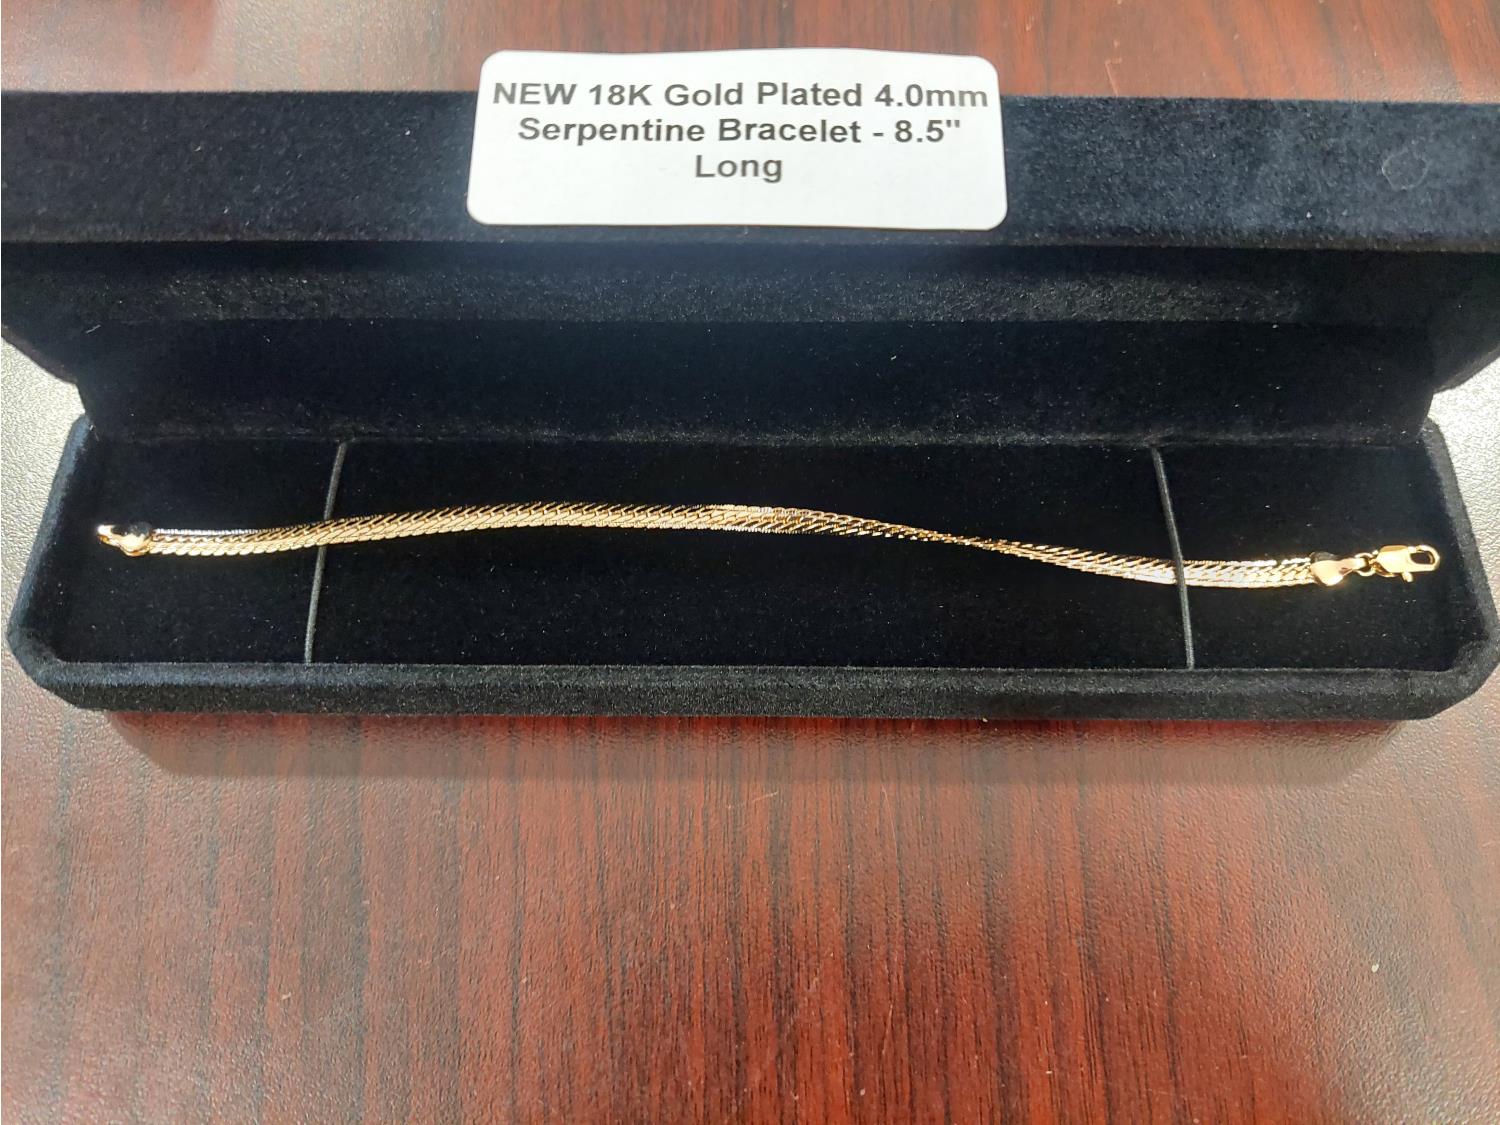 NEW 18K Gold Plated 4.0mm
Serpentine Bracelet - 8.5"
Long